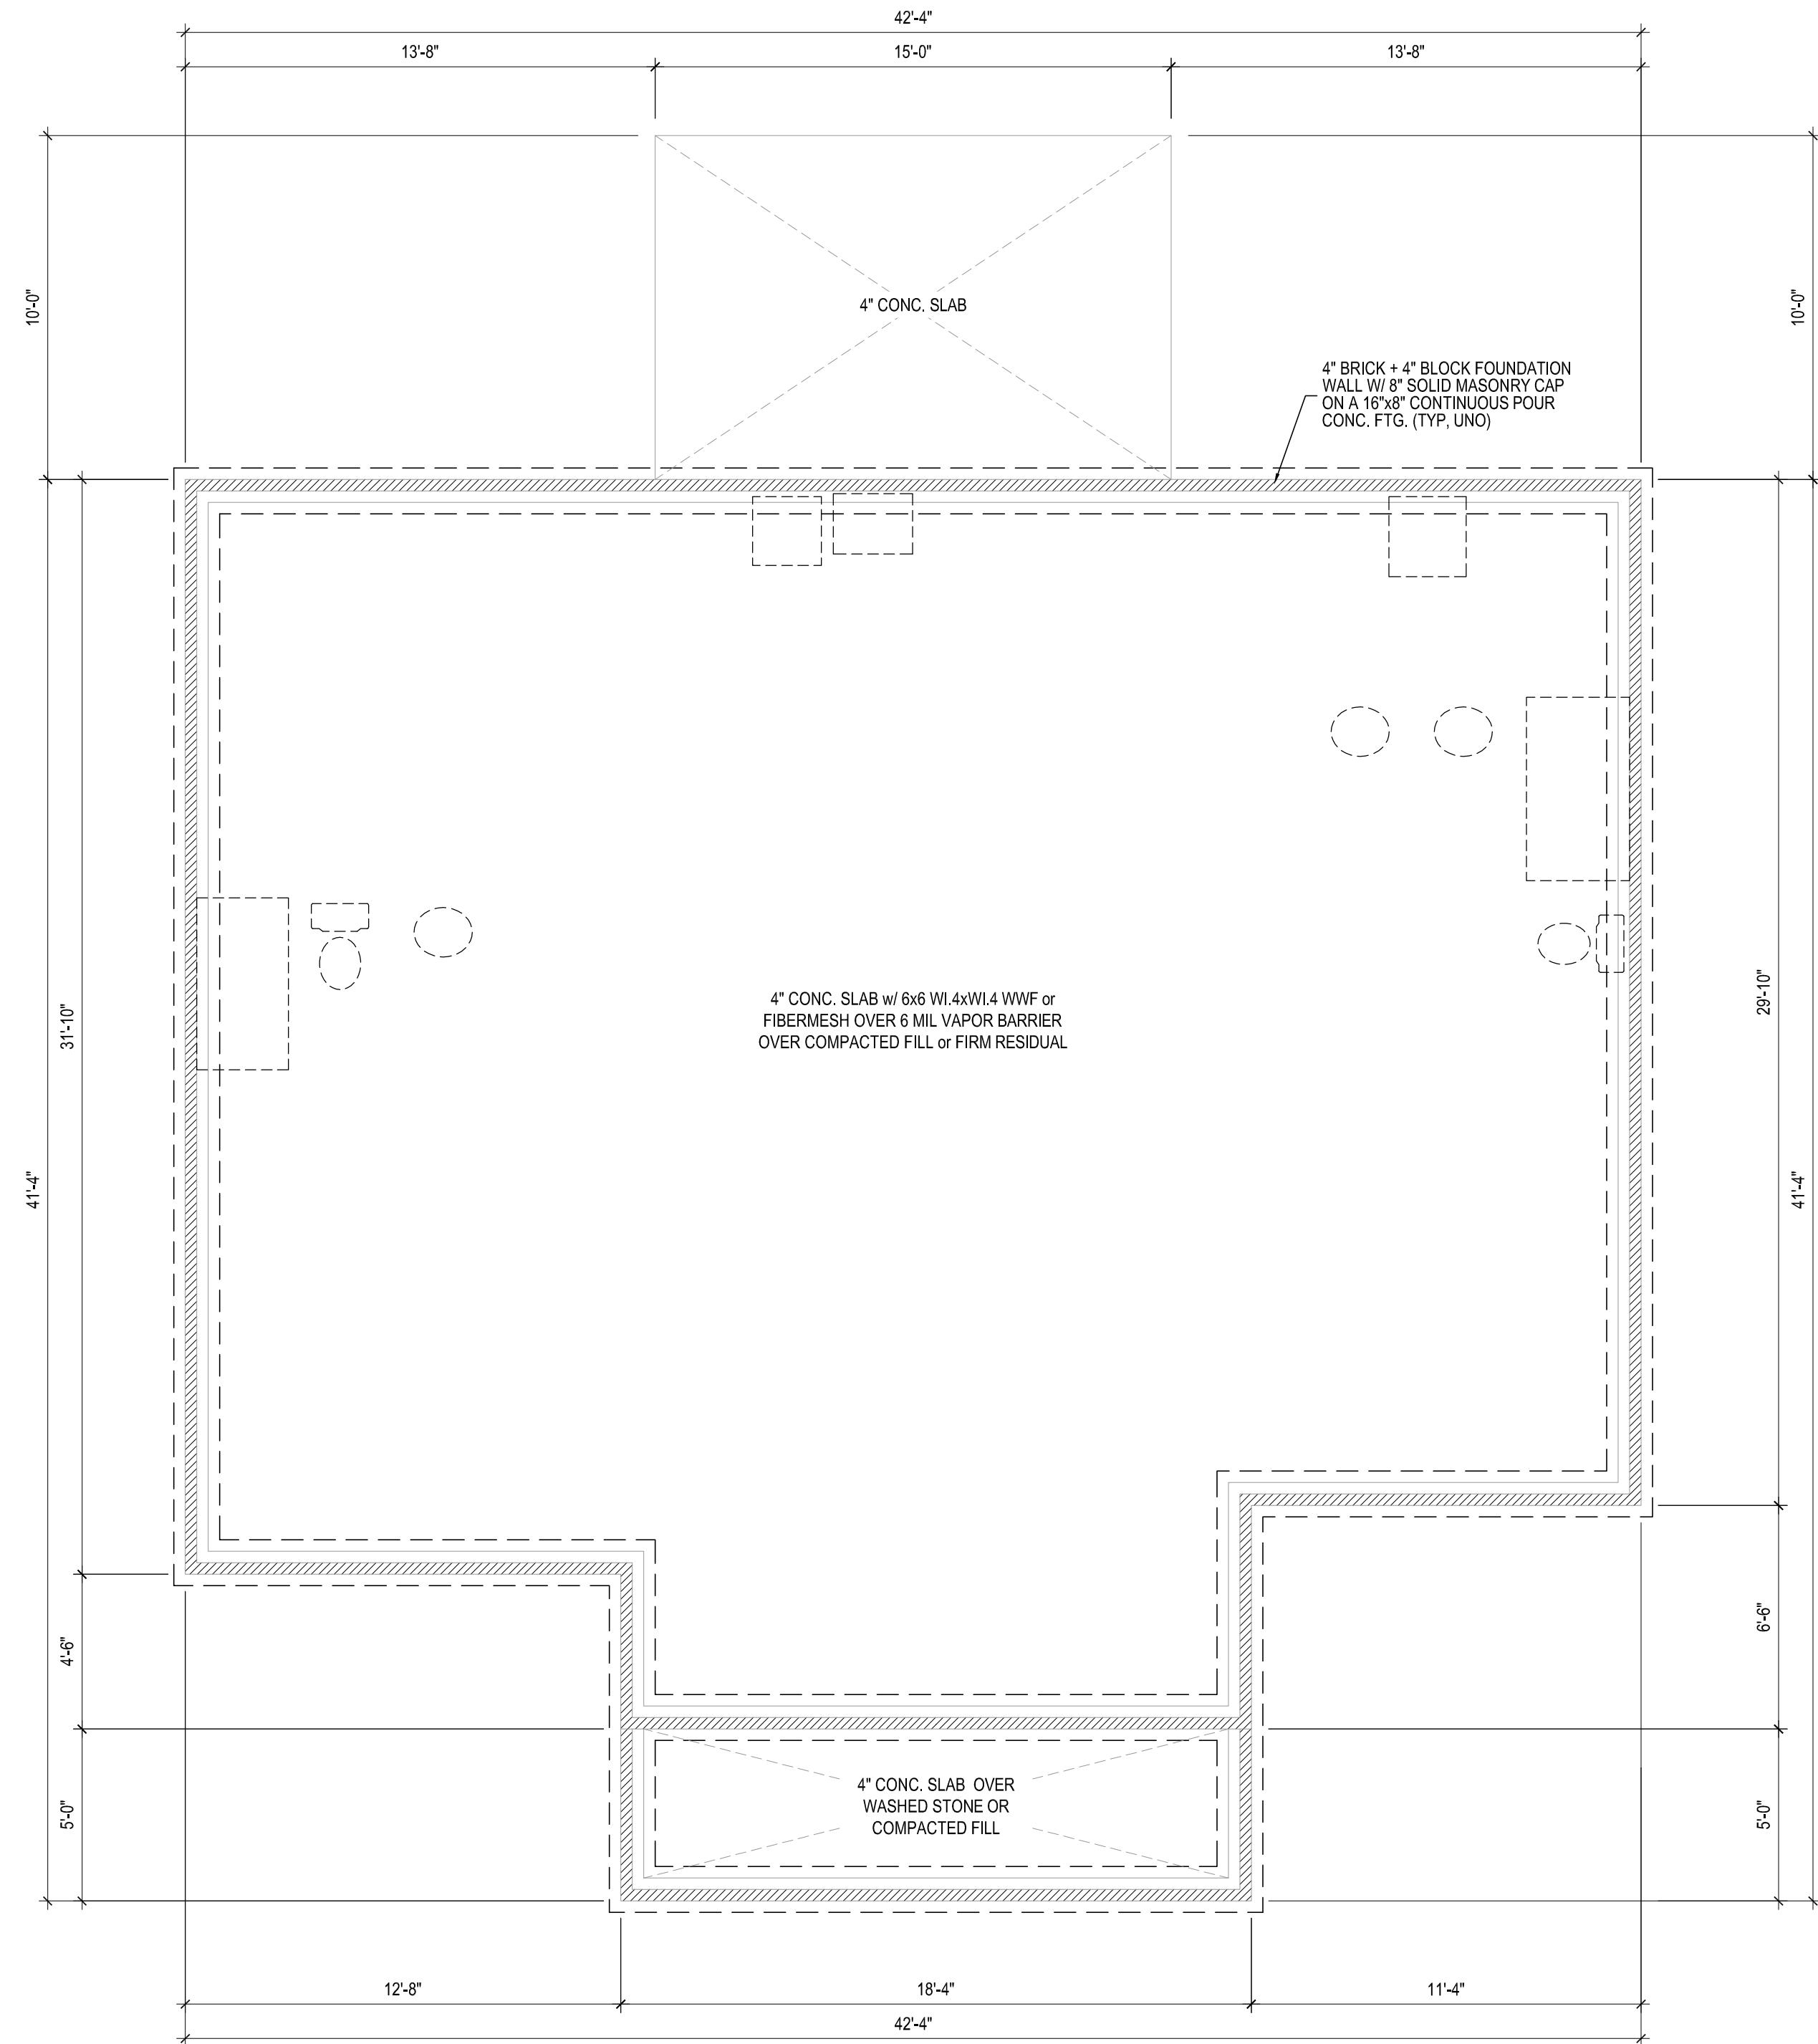 42'-4"
13'-8"
15'-0"
13'-8"
10'-0"
10'-0"
4" CONC. SLAB
4" BRICK + 4" BLOCK FOUNDATION
WALL W/ 8" SOLID MASONRY CAP
ON A 16"x8" CONTINUOUS POUR
CONC. FTG. (TYP, UNO)
4" CONC. SLAB w/ 6x6 WI.4xWI.4 WWF or
FIBERMESH OVER 6 MIL VAPOR BARRIER
OVER COMPACTED FILL or FIRM RESIDUAL
31'-10"
29'-10"
41'-4"
41'-4"
4'-6"
6'-6"
5'-0"
5'-0"
4" CONC. SLAB OVER
WASHED STONE OR
COMPACTED FILL
12'-8"
18'-4"
11'-4"
42'-4"